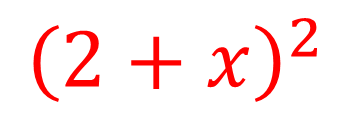 (2 + x)²